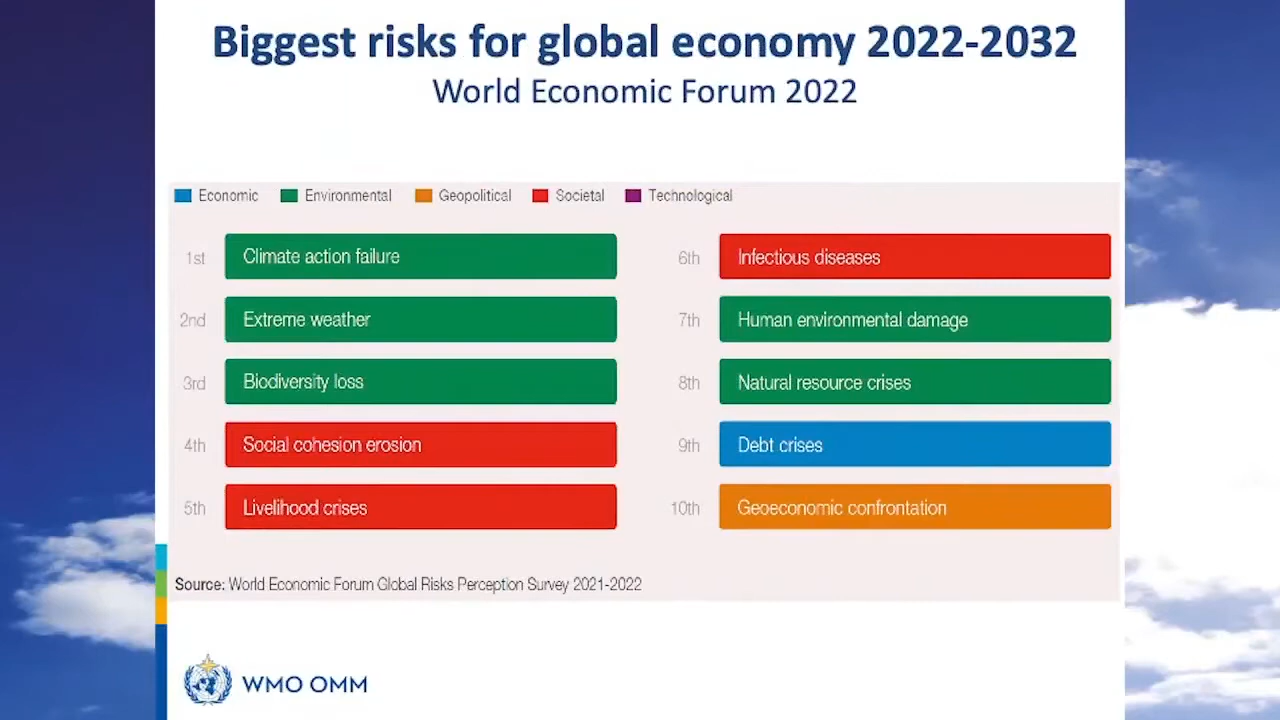 Biggest risks for global economy 2022-2032
World Economic Forum 2022
Economic Environmental Geopolitical Societal Technological
1st Climate action failure
2nd Extreme weather
3rd Biodiversity loss
4th Social cohesion erosion
5th Livelihood crises
6th Infectious diseases
7th Human environmental damage
8th Natural resource crises
9th Debt crises
10th Geoeconomic confrontation
Source: World Economic Forum Global Risks Perception Survey 2021-2022
WMO OMM